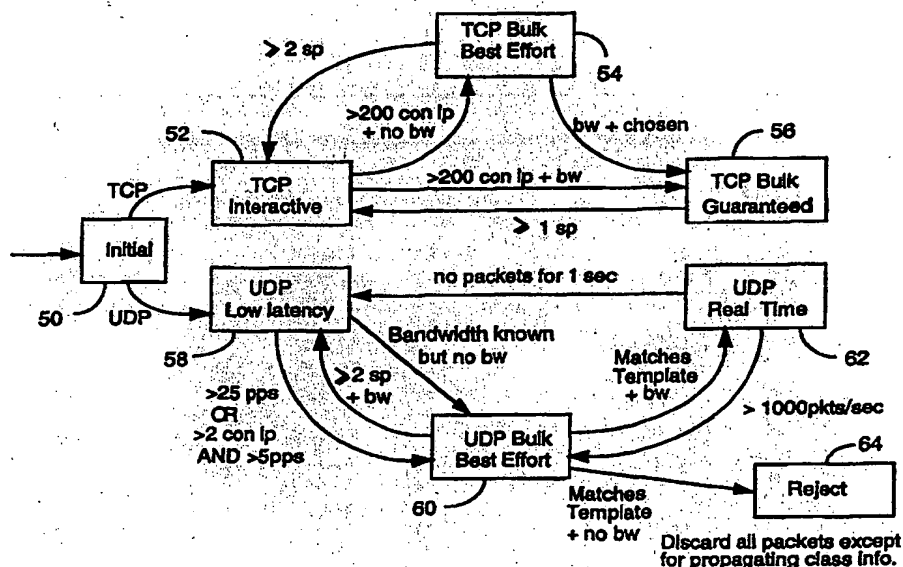 TCP Bulk
Best Effort
54
⩾ 2 sp
>200 con lp
+ no bw
bw + chosen
52
56
TCP
TCP
Interactive
>200 con lp + bw
TCP Bulk
Guaranteed
⩾ 1 sp
Initial
50
UDP
UDP
Low latency
58
no packets for 1 sec
UDP
Real Time
62
Bandwidth known
but no bw
⩾2 sp
+ bw
Matches
Template
+ bw
>25 pps
OR
>2 con lp
AND >5pps
> 1000pkts/sec
UDP Bulk
Best Effort
60
64
Reject
Matches
Template
+ no bw
Discard all packets except
for propagating class info.